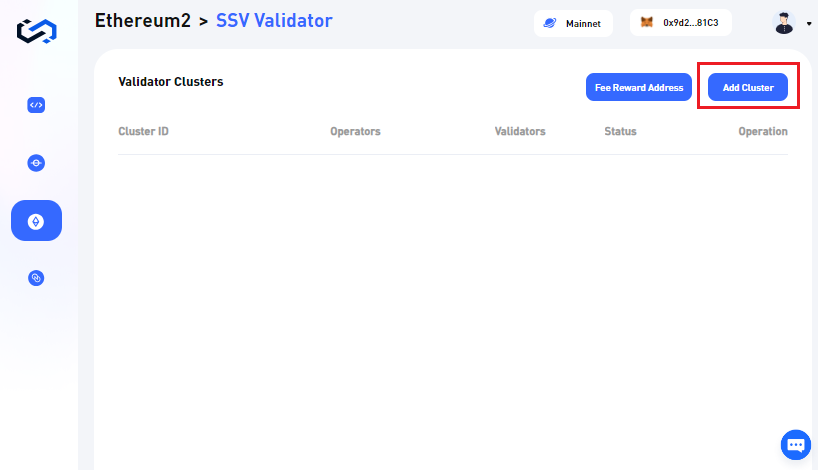 Ethereum2 > SSV Validator
Mainnet
0x9d2...81C3
Validator Clusters
Fee Reward Address
Add Cluster
Cluster ID Operators Validators Status Operation